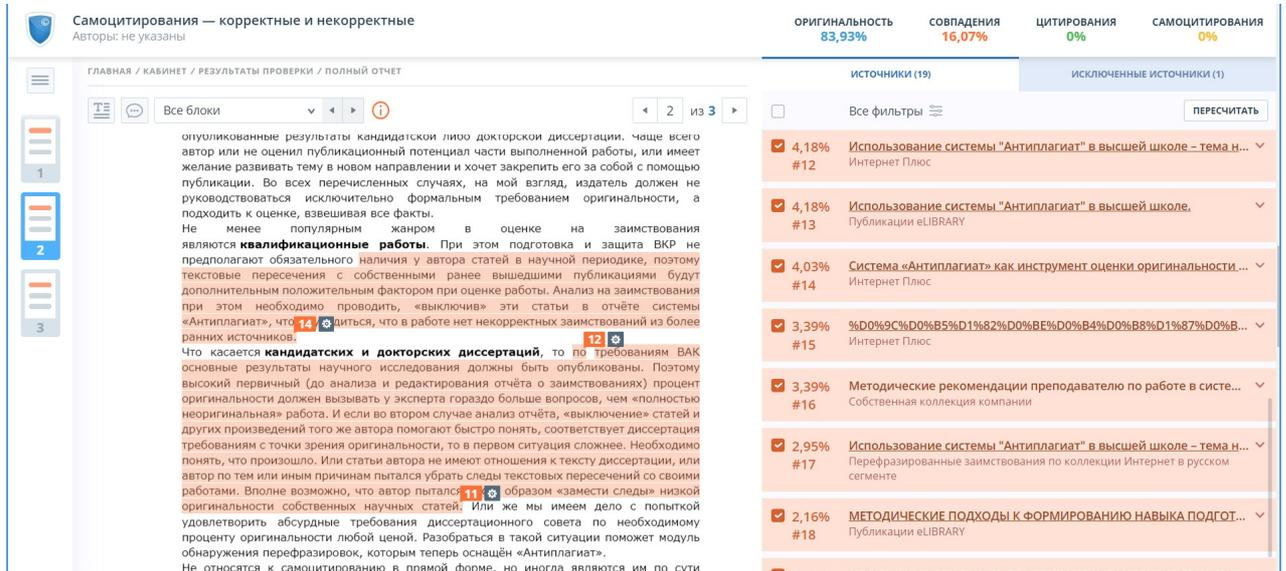 Самоцитирования — корректные и некорректные
Авторы: не указаны
ОРИГИНАЛЬНОСТЬ СОВПАДЕНИЯ ЦИТИРОВАНИЯ САМОЦИТИРОВАНИЯ
83,93% 16,07% 0% 0%
ГЛАВНАЯ / КАБИНЕТ / РЕЗУЛЬТАТЫ ПРОВЕРКИ / ПОЛНЫЙ ОТЧЕТ
Все блоки
2 из 3
1
2
3
опубликованные результаты кандидатской либо докторской диссертации. Чаще всего
автор или не оценил публикационный потенциал части выполненной работы, или имеет
желание развивать тему в новом направлении и хочет закрепить его за собой с помощью
публикации. Во всех перечисленных случаях, на мой взгляд, издатель должен не
руководствоваться исключительно формальным требованием оригинальности, а
подходить к оценке, взвешивая все факты.
Не менее популярным жанром в оценке на заимствования
являются квалификационные работы. При этом подготовка и защита ВКР не
предполагают обязательного наличия у автора статей в научной периодике, поэтому
текстовые пересечения с собственными ранее вышедшими публикациями будут
дополнительным положительным фактором при оценке работы. Анализ на заимствования
при этом необходимо проводить, «выключив» эти статьи в отчёте системы
«Антиплагиат», что 14 диться, что в работе нет некорректных заимствований из более
ранних источников. 12
Что касается кандидатских и докторских диссертаций, то по требованиям ВАК
основные результаты научного исследования должны быть опубликованы. Поэтому
высокий первичный (до анализа и редактирования отчёта о заимствованиях) процент
оригинальности должен вызывать у эксперта гораздо больше вопросов, чем «полностью
неоригинальная» работа. И если во втором случае анализ отчёта, «выключение» статей и
других произведений того же автора помогают быстро понять, соответствует диссертация
требованиям с точки зрения оригинальности, то в первом ситуация сложнее. Необходимо
понять, что произошло. Или статьи автора не имеют отношения к тексту диссертации, или
автор по тем или иным причинам пытался убрать следы текстовых пересечений со своими
работами. Вполне возможно, что автор пытался 11 образом «замести следы» низкой
оригинальности собственных научных статей. Или же мы имеем дело с попыткой
удовлетворить абсурдные требования диссертационного совета по необходимому
проценту оригинальности любой ценой. Разобраться в такой ситуации поможет модуль
обнаружения перефразировок, которым теперь оснащён «Антиплагиат».
Не относятся к самоцитированию в прямой форме, но иногда являются им по сути
ИСТОЧНИКИ (19) ИСКЛЮЧЕННЫЕ ИСТОЧНИКИ (1)
Все фильтры ПЕРЕСЧИТАТЬ
4,18% Использование системы "Антиплагиат" в высшей школе – тема н...
#12 Интернет Плюс
4,18% Использование системы "Антиплагиат" в высшей школе.
#13 Публикации eLIBRARY
4,03% Система «Антиплагиат» как инструмент оценки оригинальности ...
#14 Интернет Плюс
3,39% %D0%9C%D0%B5%D1%82%D0%BE%D0%B4%D0%B8%D1%87%D0%B...
#15 Интернет Плюс
3,39% Методические рекомендации преподавателю по работе в систе...
#16 Собственная коллекция компании
2,95% Использование системы "Антиплагиат" в высшей школе – тема н...
#17 Перефразированные заимствования по коллекции Интернет в русском
сегменте
2,16% МЕТОДИЧЕСКИЕ ПОДХОДЫ К ФОРМИРОВАНИЮ НАВЫКА ПОДГОТ...
#18 Публикации eLIBRARY